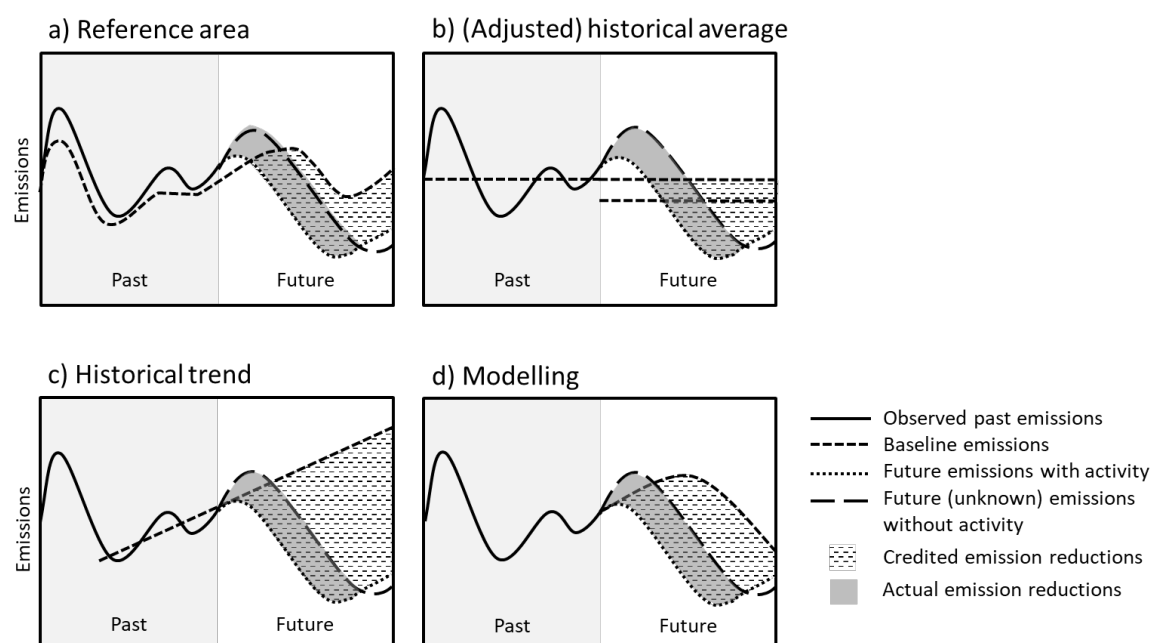 a) Reference area
b) (Adjusted) historical average
Emissions
Past
Future
Past
Future
c) Historical trend
d) Modelling
Emissions
Past
Future
Past
Future
Observed past emissions
Baseline emissions
Future emissions with activity
Future (unknown) emissions
without activity
Credited emission reductions
Actual emission reductions